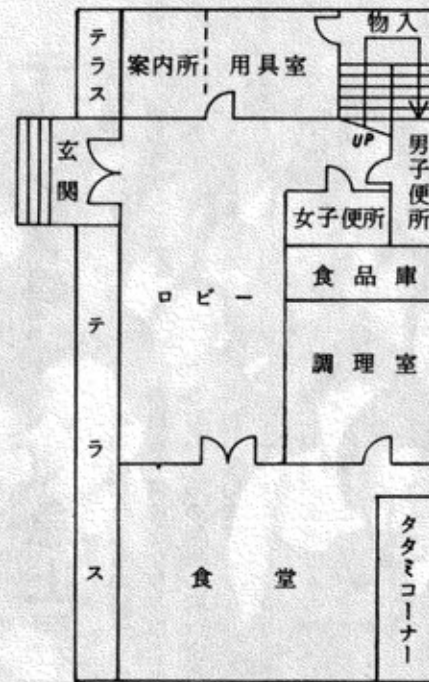 物入
テラス
案内所
用具室
UP
玄関
男子便所
女子便所
食品庫
ロビー
調理室
テラス
食堂
タタミコーナー